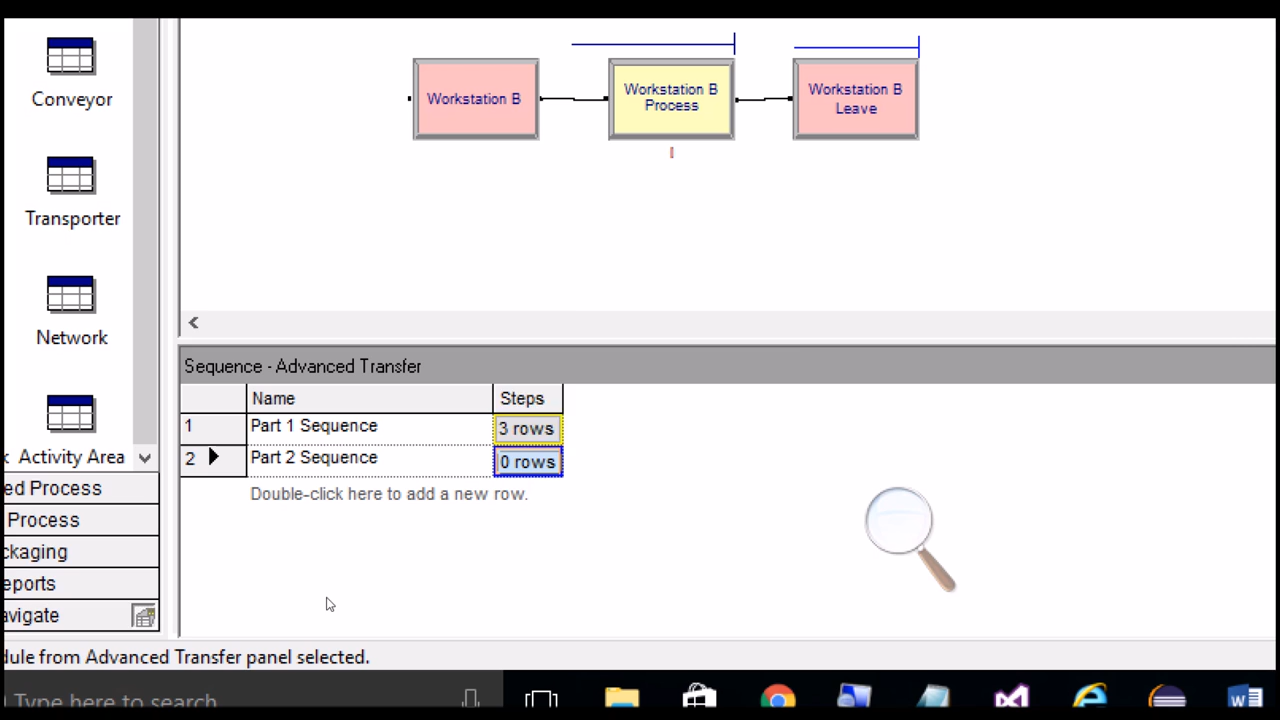 Conveyor
Transporter
Network
Activity Area
ed Process
Process
ckaging
eports
avigate
Workstation B
Workstation B
Process
Workstation B
Leave
Sequence - Advanced Transfer
Name Steps
1 Part 1 Sequence 3 rows
2 Part 2 Sequence 0 rows
Double-click here to add a new row.
dule from Advanced Transfer panel selected.
Type here to search